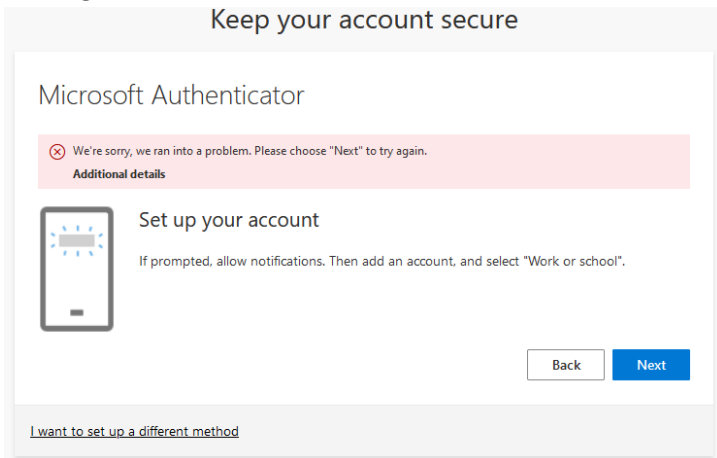 Keep your account secure
Microsoft Authenticator
We're sorry, we ran into a problem. Please choose "Next" to try again.
Additional details
Set up your account
If prompted, allow notifications. Then add an account, and select "Work or school".
Back
Next
I want to set up a different method